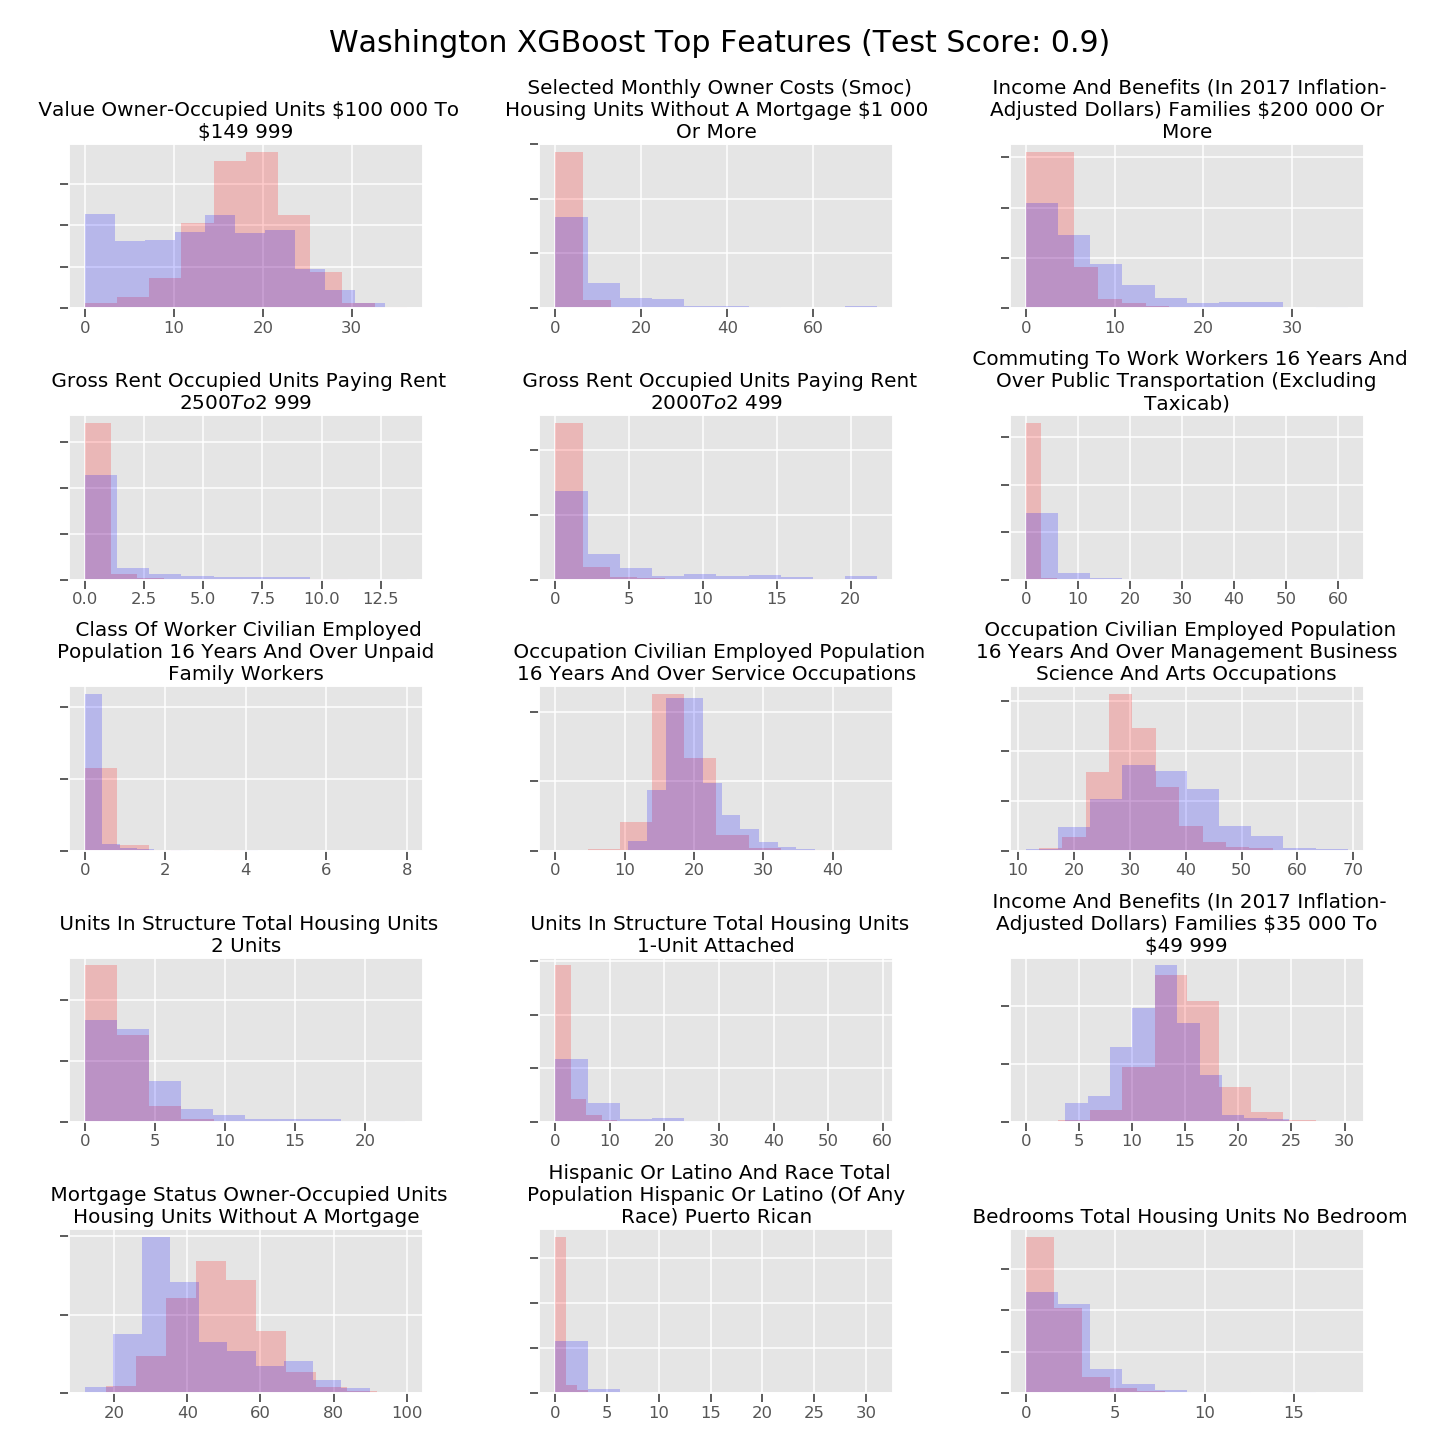 Washington XGBoost Top Features (Test Score: 0.9)
Value Owner-Occupied Units $100 000 To
$149 999
0 10 20 30
Selected Monthly Owner Costs (Smoc)
Housing Units Without A Mortgage $1 000
Or More
0 20 40 60
Income And Benefits (In 2017 Inflation-
Adjusted Dollars) Families $200 000 Or
More
0 10 20 30
Gross Rent Occupied Units Paying Rent
2500To2 999
0.0 2.5 5.0 7.5 10.0 12.5
Gross Rent Occupied Units Paying Rent
2000To2 499
0 5 10 15 20
Commuting To Work Workers 16 Years And
Over Public Transportation (Excluding
Taxicab)
0 10 20 30 40 50 60
Class Of Worker Civilian Employed
Population 16 Years And Over Unpaid
Family Workers
0 2 4 6 8
Occupation Civilian Employed Population
16 Years And Over Service Occupations
0 10 20 30 40
Occupation Civilian Employed Population
16 Years And Over Management Business
Science And Arts Occupations
10 20 30 40 50 60 70
Units In Structure Total Housing Units
2 Units
0 5 10 15 20
Units In Structure Total Housing Units
1-Unit Attached
0 10 20 30 40 50 60
Income And Benefits (In 2017 Inflation-
Adjusted Dollars) Families $35 000 To
$49 999
0 5 10 15 20 25 30
Mortgage Status Owner-Occupied Units
Housing Units Without A Mortgage
20 40 60 80 100
Hispanic Or Latino And Race Total
Population Hispanic Or Latino (Of Any
Race) Puerto Rican
0 5 10 15 20 25 30
Bedrooms Total Housing Units No Bedroom
0 5 10 15